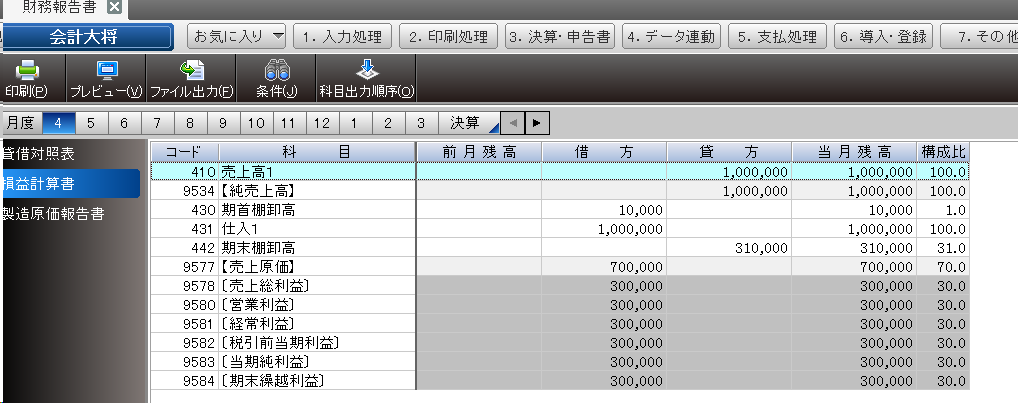 財務報告書
会計大将 お気に入り 1. 入力処理 2. 印刷処理 3. 決算・申告書 4. データ連動 5. 支払処理 6. 導入・登録 7. その他
印刷(P) プレビュー(V) ファイル出力(F) 条件(J) 科目出力順序(O)
月度 4 5 6 7 8 9 10 11 12 1 2 3 決算
貸借対照表
損益計算書
製造原価報告書
コード 科 目 前月残高 借 方 貸 方 当月残高 構成比
410 売上高1 1,000,000 1,000,000 100.0
9534 【純売上高】 1,000,000 1,000,000 100.0
430 期首棚卸高 10,000 10,000 1.0
431 仕入1 1,000,000 1,000,000 100.0
442 期末棚卸高 310,000 310,000 31.0
9577 【売上原価】 700,000 700,000 70.0
9578 〔売上総利益〕 300,000 300,000 30.0
9580 〔営業利益〕 300,000 300,000 30.0
9581 〔経常利益〕 300,000 300,000 30.0
9582 〔税引前当期利益〕 300,000 300,000 30.0
9583 〔当期純利益〕 300,000 300,000 30.0
9584 〔期末繰越利益〕 300,000 300,000 30.0